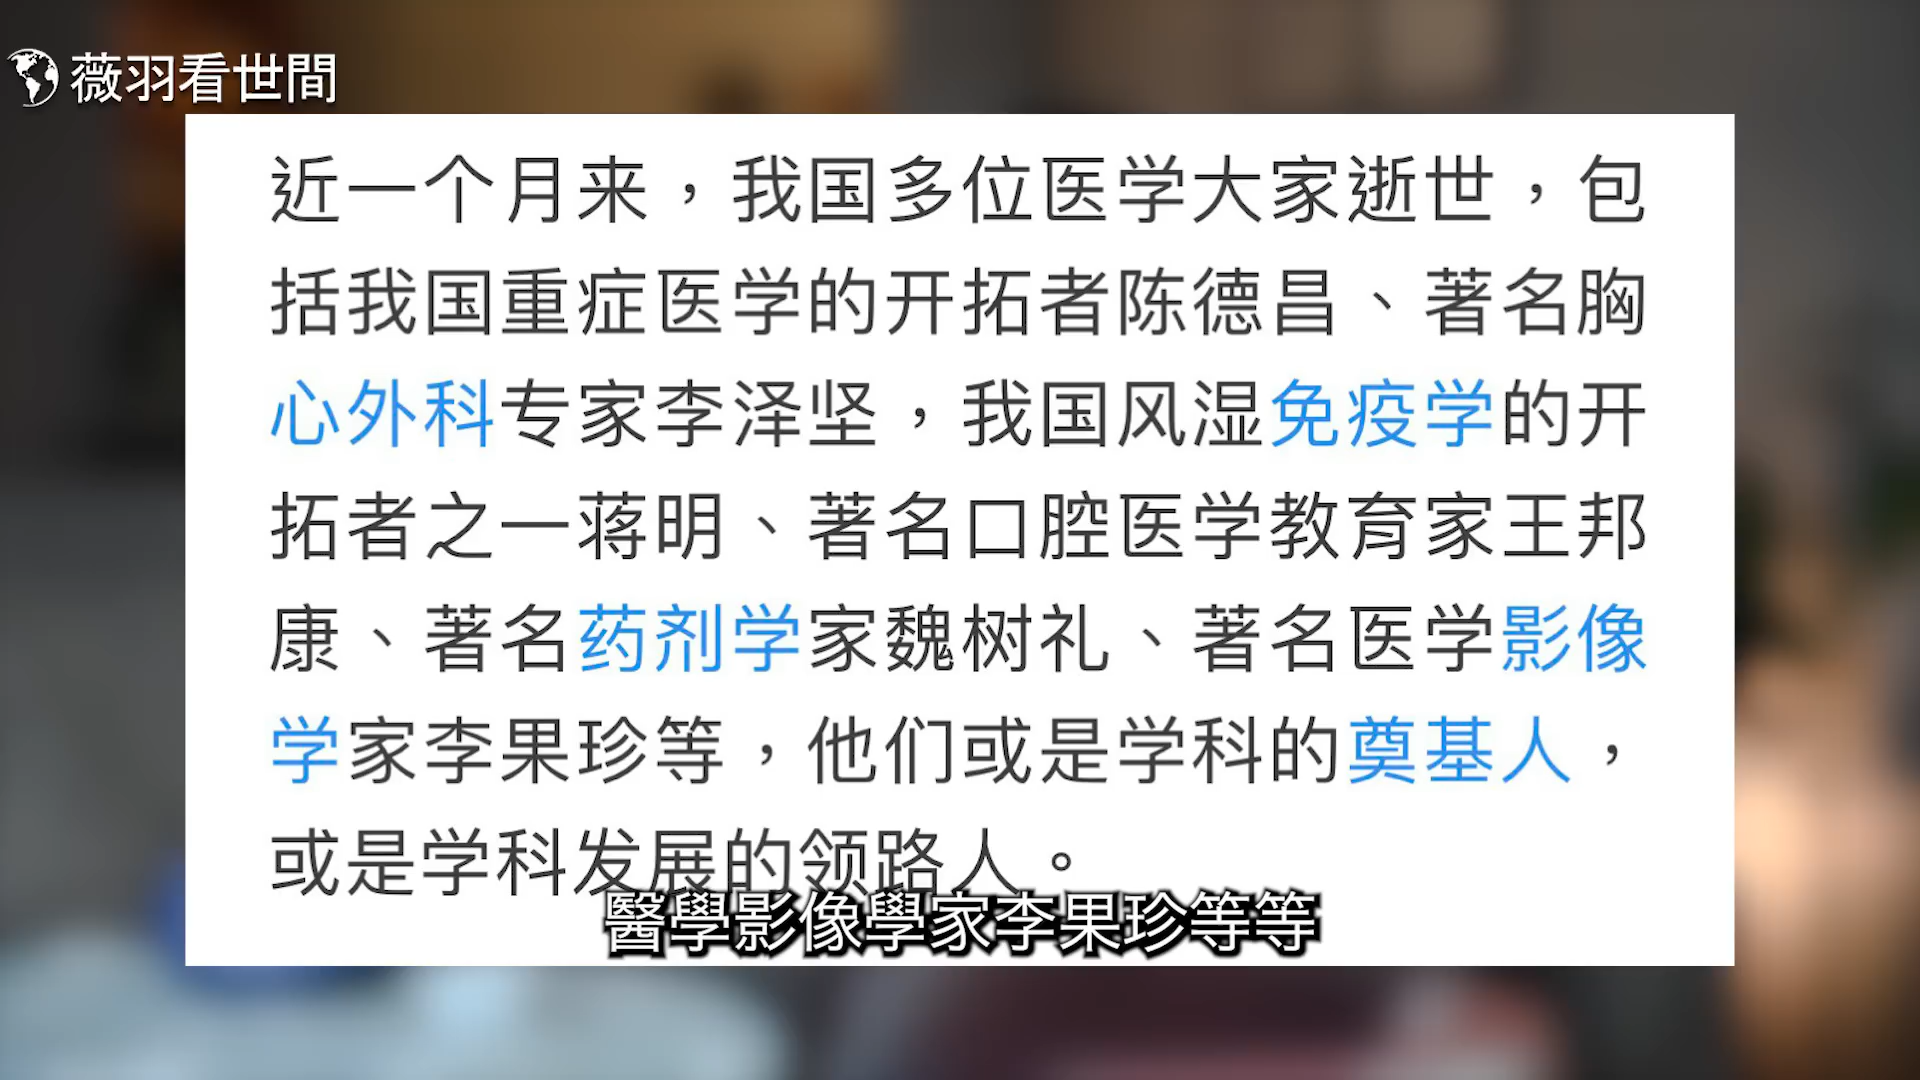 薇羽看世間
近一个月来，我国多位医学大家逝世，包
括我国重症医学的开拓者陈德昌、著名胸
心外科专家李泽坚，我国风湿免疫学的开
拓者之一蒋明、著名口腔医学教育家王邦
康、著名药剂学家魏树礼、著名医学影像
学家李果珍等，他们或是学科的奠基人，
或是学科发展的领路人。
醫學影像學家李果珍等等